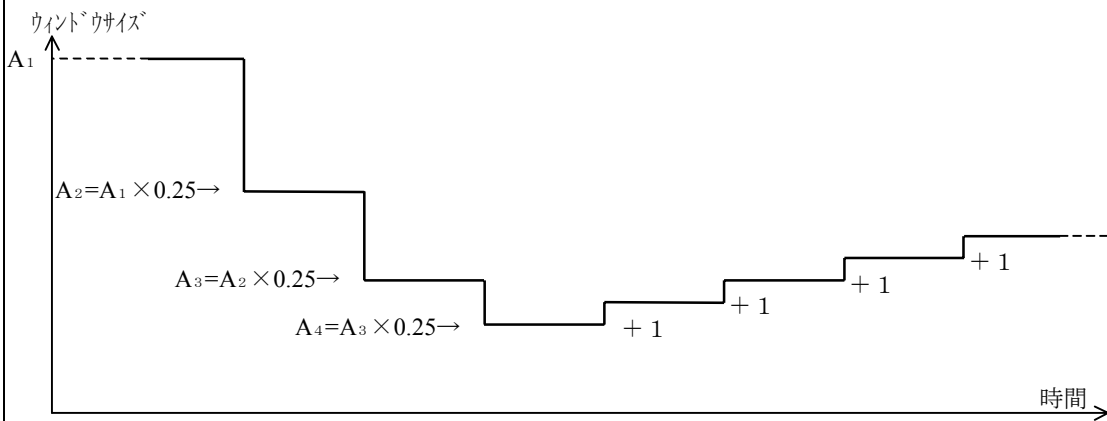 ｳｨﾝﾄﾞｳｻｲｽﾞ
A₁
A₂=A₁×0.25→
A₃=A₂×0.25→
A₄=A₃×0.25→
＋１
＋１
＋１
＋１
時間